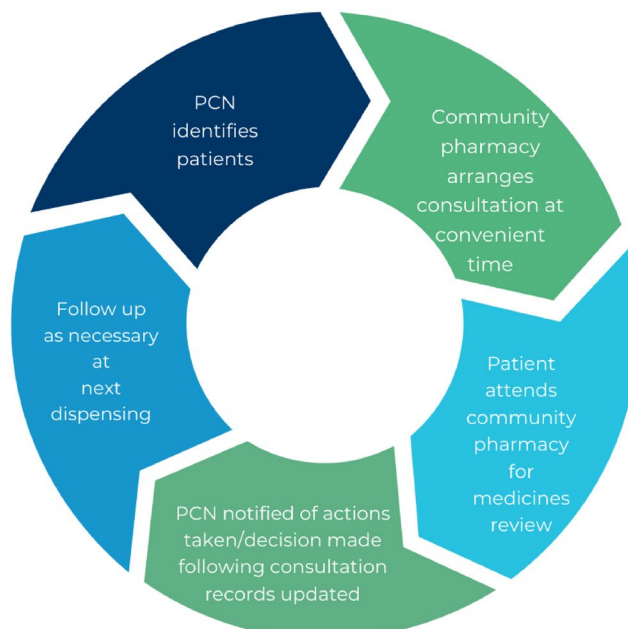 PCN
identifies
patients
Community
pharmacy
arranges
consultation at
convenient
time
Patient
attends
community
pharmacy
for
medicines
review
PCN notified of actions
taken/decision made
following consultation
records updated
Follow up
as necessary
at
next
dispensing